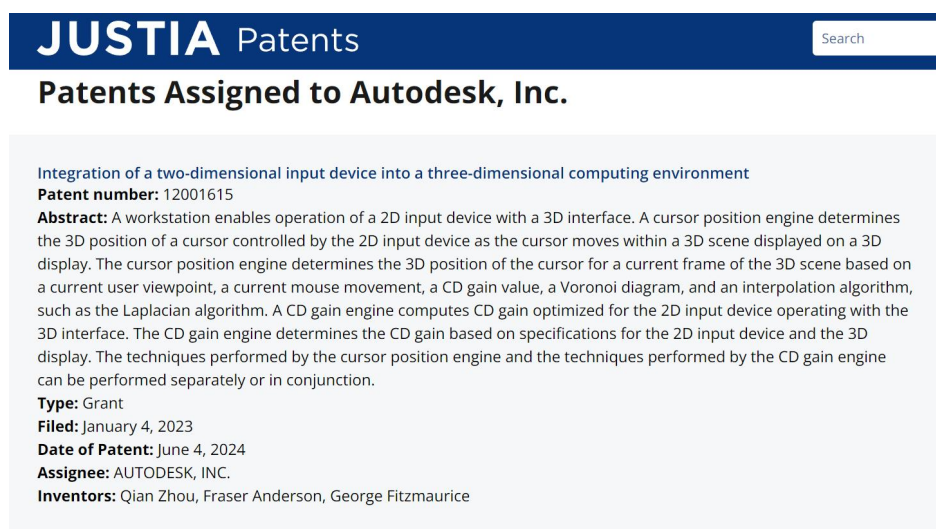 JUSTIA Patents
Search
Patents Assigned to Autodesk, Inc.
Integration of a two-dimensional input device into a three-dimensional computing environment
Patent number: 12001615
Abstract: A workstation enables operation of a 2D input device with a 3D interface. A cursor position engine determines
the 3D position of a cursor controlled by the 2D input device as the cursor moves within a 3D scene displayed on a 3D
display. The cursor position engine determines the 3D position of the cursor for a current frame of the 3D scene based on
a current user viewpoint, a current mouse movement, a CD gain value, a Voronoi diagram, and an interpolation algorithm,
such as the Laplacian algorithm. A CD gain engine computes CD gain optimized for the 2D input device operating with the
3D interface. The CD gain engine determines the CD gain based on specifications for the 2D input device and the 3D
display. The techniques performed by the cursor position engine and the techniques performed by the CD gain engine
can be performed separately or in conjunction.
Type: Grant
Filed: January 4, 2023
Date of Patent: June 4, 2024
Assignee: AUTODESK, INC.
Inventors: Qian Zhou, Fraser Anderson, George Fitzmaurice